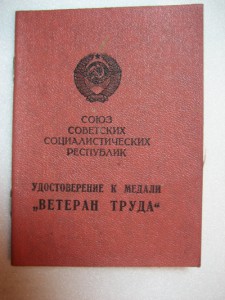 СОЮЗ
СОВЕТСКИХ
СОЦИАЛИСТИЧЕСКИХ
РЕСПУБЛИК
УДОСТОВЕРЕНИЕ К МЕДАЛИ
„ВЕТЕРАН ТРУДА“